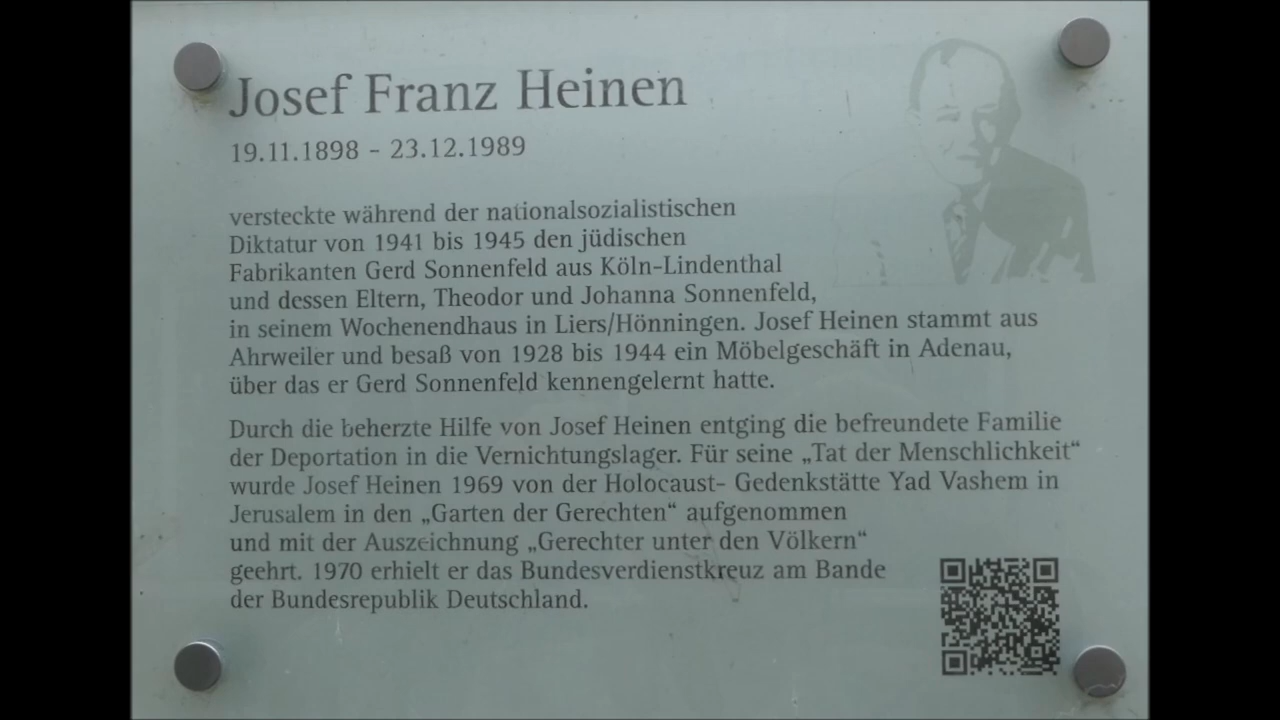 Josef Franz Heinen
19.11.1898 - 23.12.1989
versteckte während der nationalsozialistischen
Diktatur von 1941 bis 1945 den jüdischen
Fabrikanten Gerd Sonnenfeld aus Köln-Lindenthal
und dessen Eltern, Theodor und Johanna Sonnenfeld,
in seinem Wochenendhaus in Liers/Hönningen. Josef Heinen stammt aus
Ahrweiler und besaß von 1928 bis 1944 ein Möbelgeschäft in Adenau,
über das er Gerd Sonnenfeld kennengelernt hatte.
Durch die beherzte Hilfe von Josef Heinen entging die befreundete Familie
der Deportation in die Vernichtungslager. Für seine „Tat der Menschlichkeit“
wurde Josef Heinen 1969 von der Holocaust- Gedenkstätte Yad Vashem in
Jerusalem in den „Garten der Gerechten“ aufgenommen
und mit der Auszeichnung „Gerechter unter den Völkern“
geehrt. 1970 erhielt er das Bundesverdienstkreuz am Bande
der Bundesrepublik Deutschland.